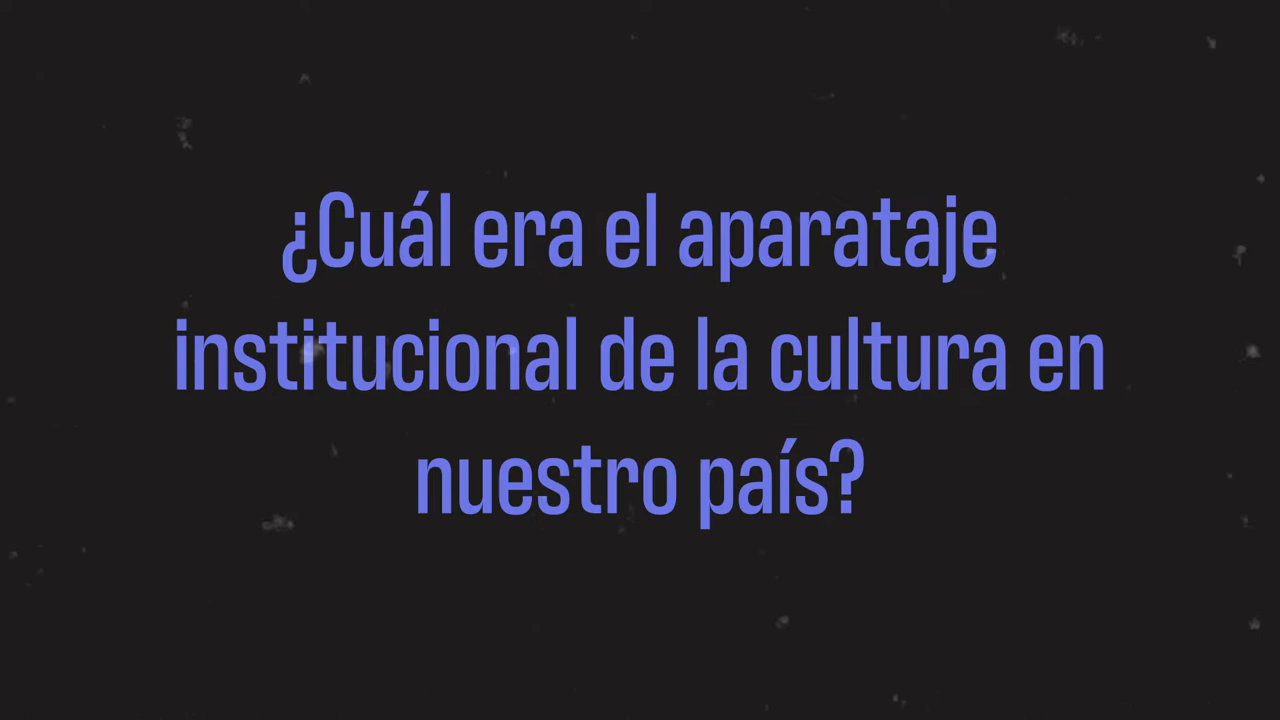 ¿Cuál era el aparataje
institucional de la cultura en
nuestro país?